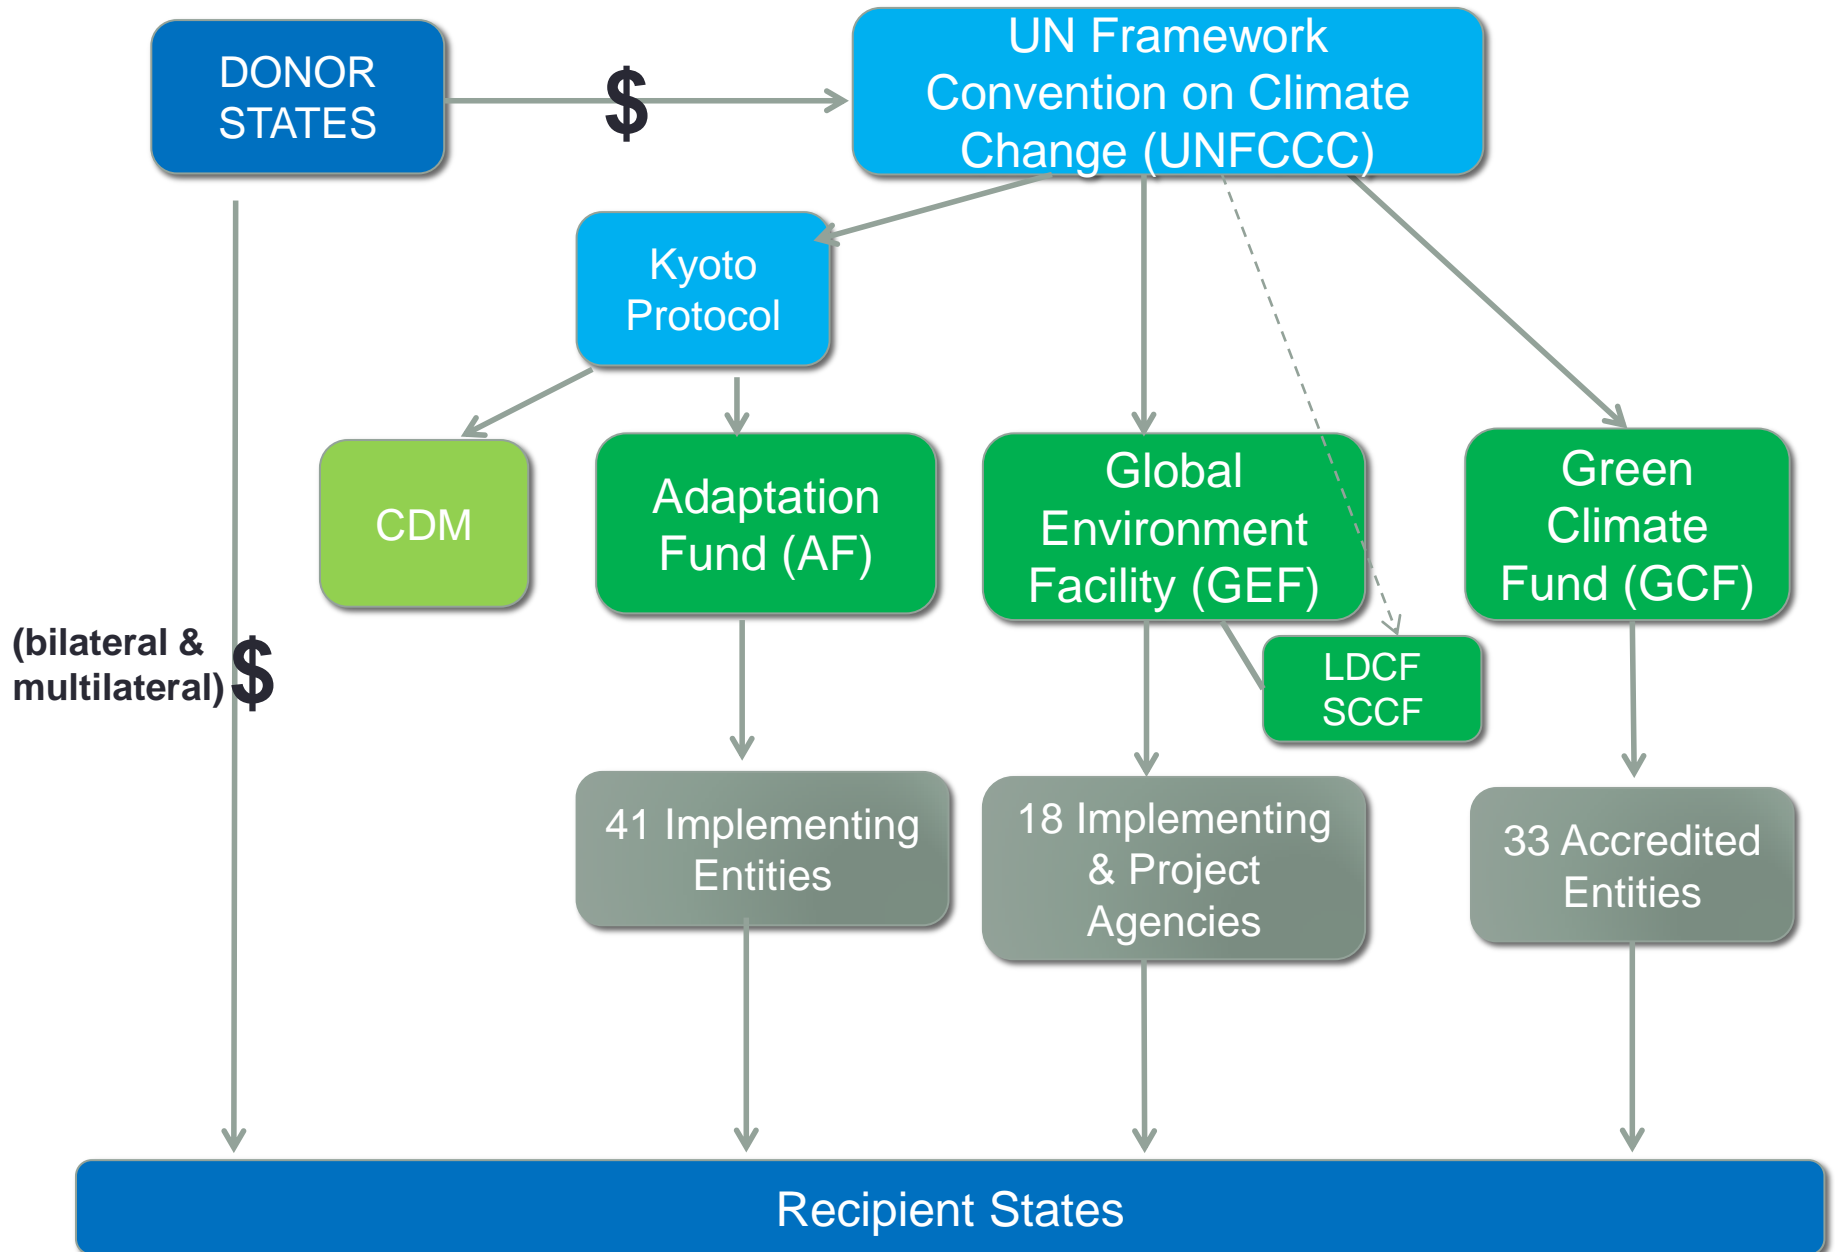 DONOR
STATES
$
UN Framework
Convention on Climate
Change (UNFCCC)
Kyoto
Protocol
CDM
Adaptation
Fund (AF)
Global
Environment
Facility (GEF)
Green
Climate
Fund (GCF)
(bilateral &
multilateral)
$
LDCF
SCCF
41 Implementing
Entities
18 Implementing
& Project
Agencies
33 Accredited
Entities
Recipient States